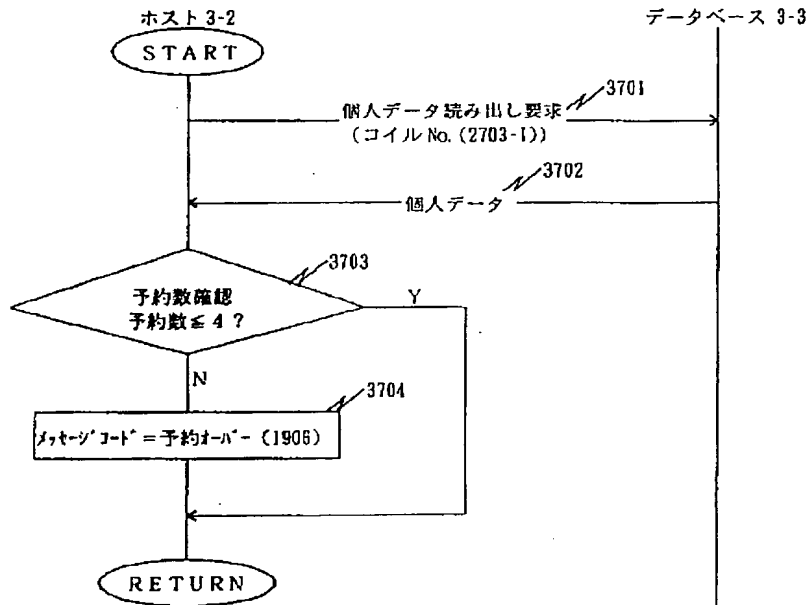 ホスト 3-2
データベース 3-3
START
3701
個人データ読み出し要求
(コイルNo.(2703-1))
3702
個人データ
3703
予約数確認
予約数≦4?
Y
N
3704
メッセージコード=予約オーバー(1906)
RETURN